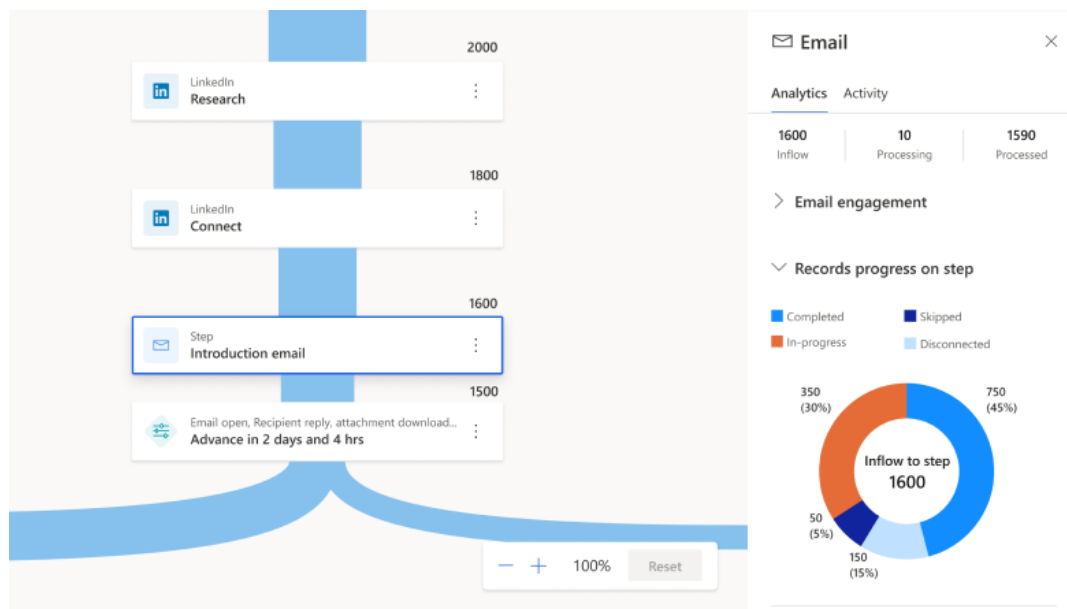 2000
LinkedIn
Research
1800
LinkedIn
Connect
1600
Step
Introduction email
1500
Email open, Recipient reply, attachment download...
Advance in 2 days and 4 hrs
100%
Reset
Email
Analytics Activity
1600 10 1590
Inflow Processing Processed
Email engagement
Records progress on step
Completed Skipped
In-progress Disconnected
350 750
(30%) (45%)
Inflow to step
1600
50
(5%)
150
(15%)